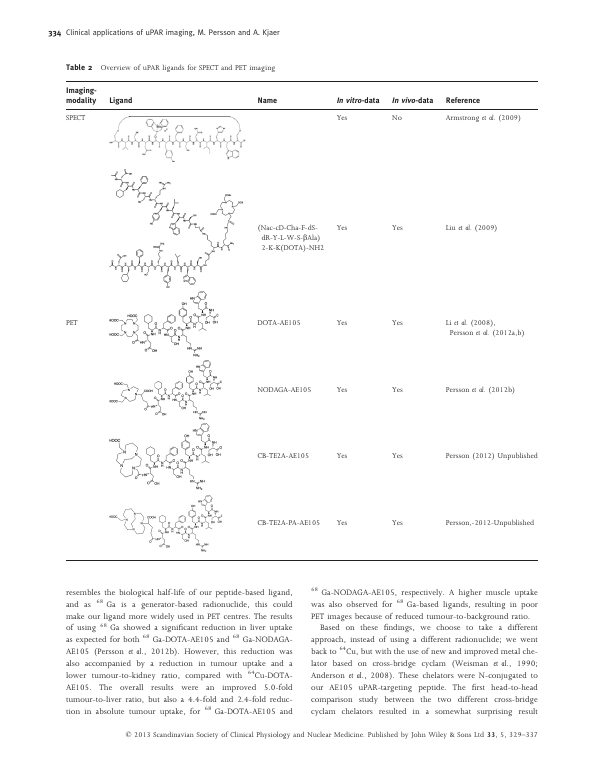 334 Clinical applications of uPAR imaging, M. Persson and A. Kjaer
Table 2 Overview of uPAR ligands for SPECT and PET imaging
Imaging-
modality Ligand Name In vitro-data In vivo-data Reference
SPECT Yes No Armstrong et al. (2009)
(Nac-cD-Cha-F-dS- Yes Yes Liu et al. (2009)
dR-Y-L-W-S-βAla)
2-K-K(DOTA)-NH2
PET DOTA-AE105 Yes Yes Li et al. (2008),
Persson et al. (2012a,b)
NODAGA-AE105 Yes Yes Persson et al. (2012b)
CB-TE2A-AE105 Yes Yes Persson (2012) Unpublished
CB-TE2A-PA-AE105 Yes Yes Persson,-2012-Unpublished
resembles the biological half-life of our peptide-based ligand,
and as 68 Ga is a generator-based radionuclide, this could
make our ligand more widely used in PET centres. The results
of using 68 Ga showed a significant reduction in liver uptake
as expected for both 68 Ga-DOTA-AE105 and 68 Ga-NODAGA-
AE105 (Persson et al., 2012b). However, this reduction was
also accompanied by a reduction in tumour uptake and a
lower tumour-to-kidney ratio, compared with 64Cu-DOTA-
AE105. The overall results were an improved 5.0-fold
tumour-to-liver ratio, but also a 4.4-fold and 2.4-fold reduc-
tion in absolute tumour uptake, for 68 Ga-DOTA-AE105 and
68 Ga-NODAGA-AE105, respectively. A higher muscle uptake
was also observed for 68 Ga-based ligands, resulting in poor
PET images because of reduced tumour-to-background ratio.
Based on these findings, we choose to take a different
approach, instead of using a different radionuclide; we went
back to 64Cu, but with the use of new and improved metal che-
lator based on cross-bridge cyclam (Weisman et al., 1990;
Anderson et al., 2008). These chelators were N-conjugated to
our AE105 uPAR-targeting peptide. The first head-to-head
comparison study between the two different cross-bridge
cyclam chelators resulted in a somewhat surprising result
© 2013 Scandinavian Society of Clinical Physiology and Nuclear Medicine. Published by John Wiley & Sons Ltd 33, 5, 329–337